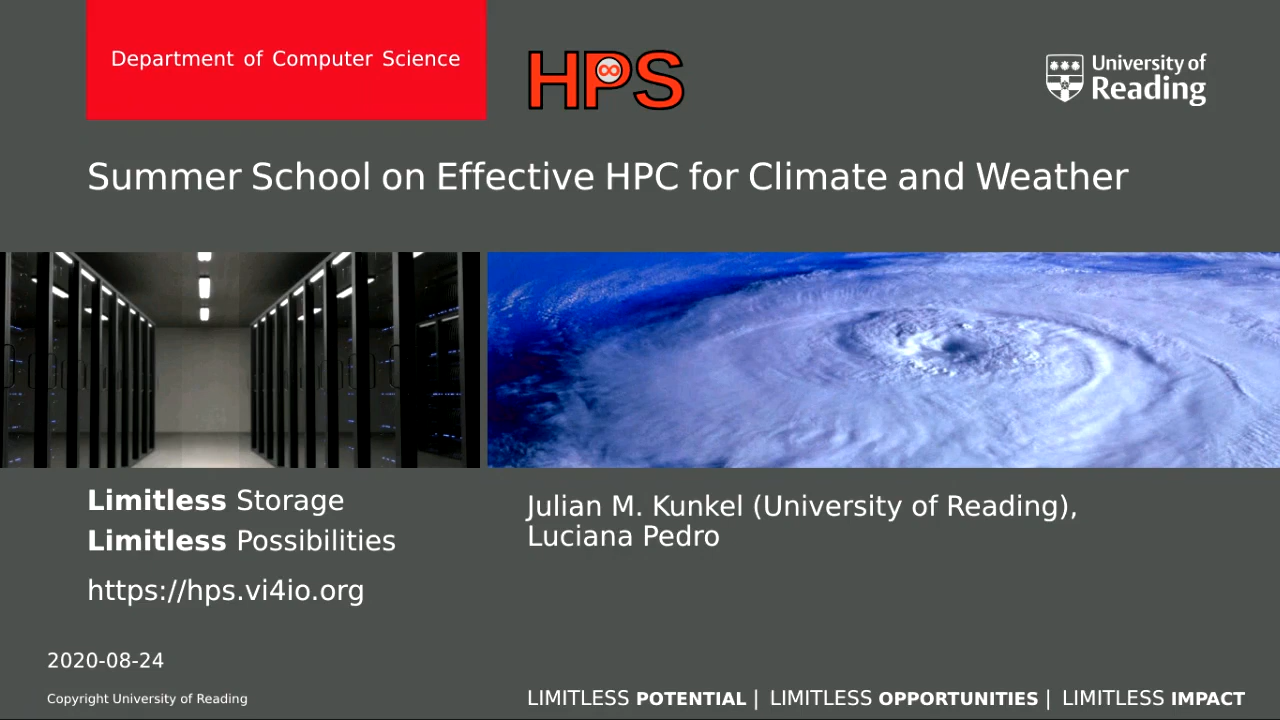 Department of Computer Science
HPS
University of
Reading
Summer School on Effective HPC for Climate and Weather
Limitless Storage
Limitless Possibilities
https://hps.vi4io.org
Julian M. Kunkel (University of Reading),
Luciana Pedro
2020-08-24
Copyright University of Reading
LIMITLESS POTENTIAL | LIMITLESS OPPORTUNITIES | LIMITLESS IMPACT